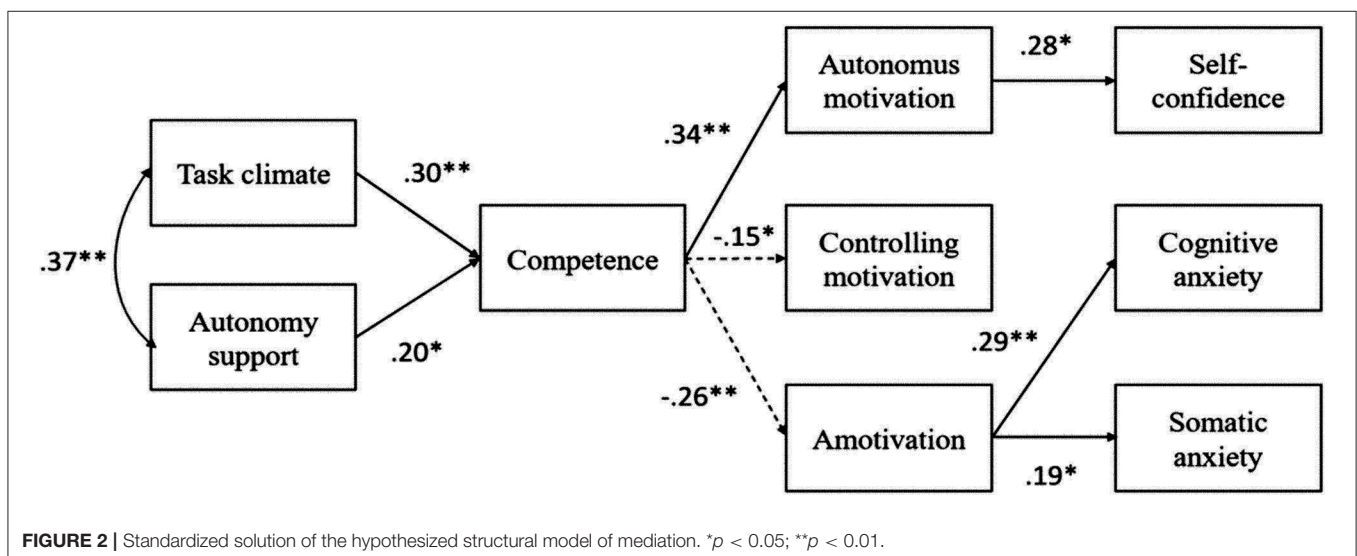 Task climate
Autonomy
support
.37**
.30**
.20*
Competence
.34**
-.15*
-.26**
Autonomus
motivation
Controlling
motivation
Amotivation
.28*
.29**
.19*
Self-
confidence
Cognitive
anxiety
Somatic
anxiety
FIGURE 2 | Standardized solution of the hypothesized structural model of mediation. *p < 0.05; **p < 0.01.